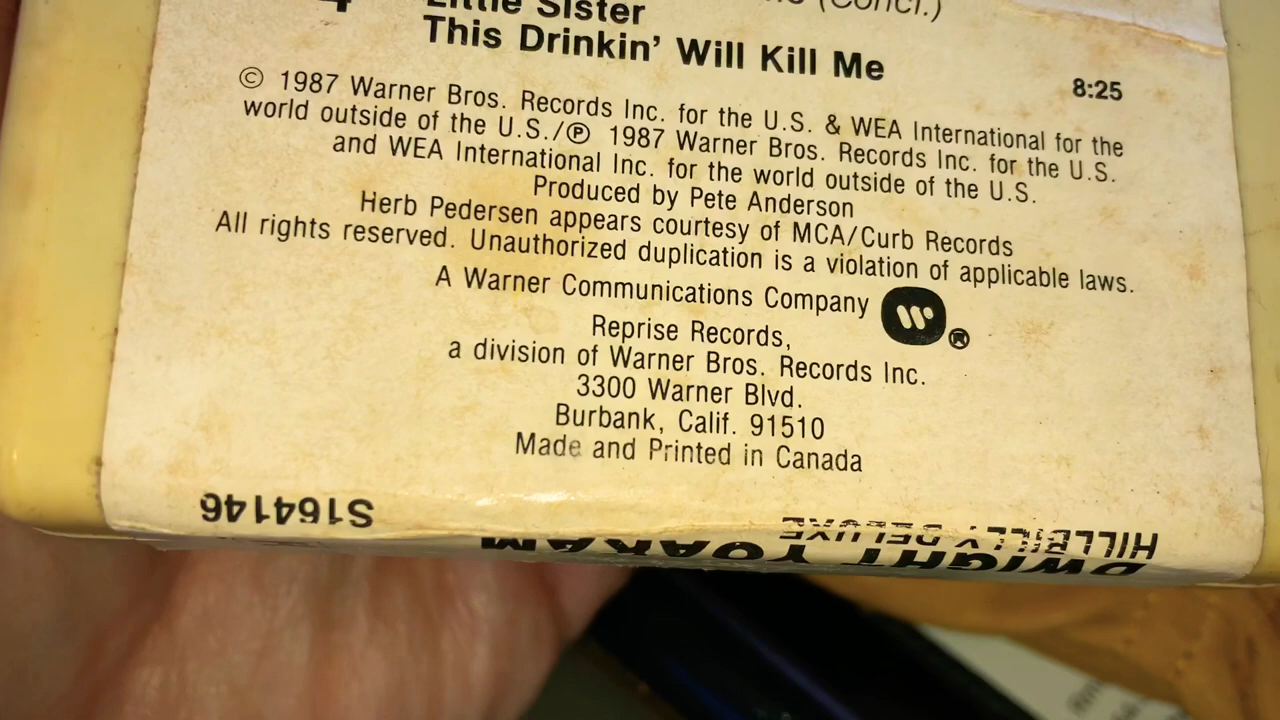 4 (Concl.)
Little Sister
This Drinkin' Will Kill Me
8:25
© 1987 Warner Bros. Records Inc. for the U.S. & WEA International for the
world outside of the U.S./℗ 1987 Warner Bros. Records Inc. for the U.S.
and WEA International Inc. for the world outside of the U.S.
Produced by Pete Anderson
Herb Pedersen appears courtesy of MCA/Curb Records
All rights reserved. Unauthorized duplication is a violation of applicable laws.
A Warner Communications Company ®
Reprise Records,
a division of Warner Bros. Records Inc.
3300 Warner Blvd.
Burbank, Calif. 91510
Made and Printed in Canada
S164146
HILLBILLY DELUXE
DWIGHT YOAKAM